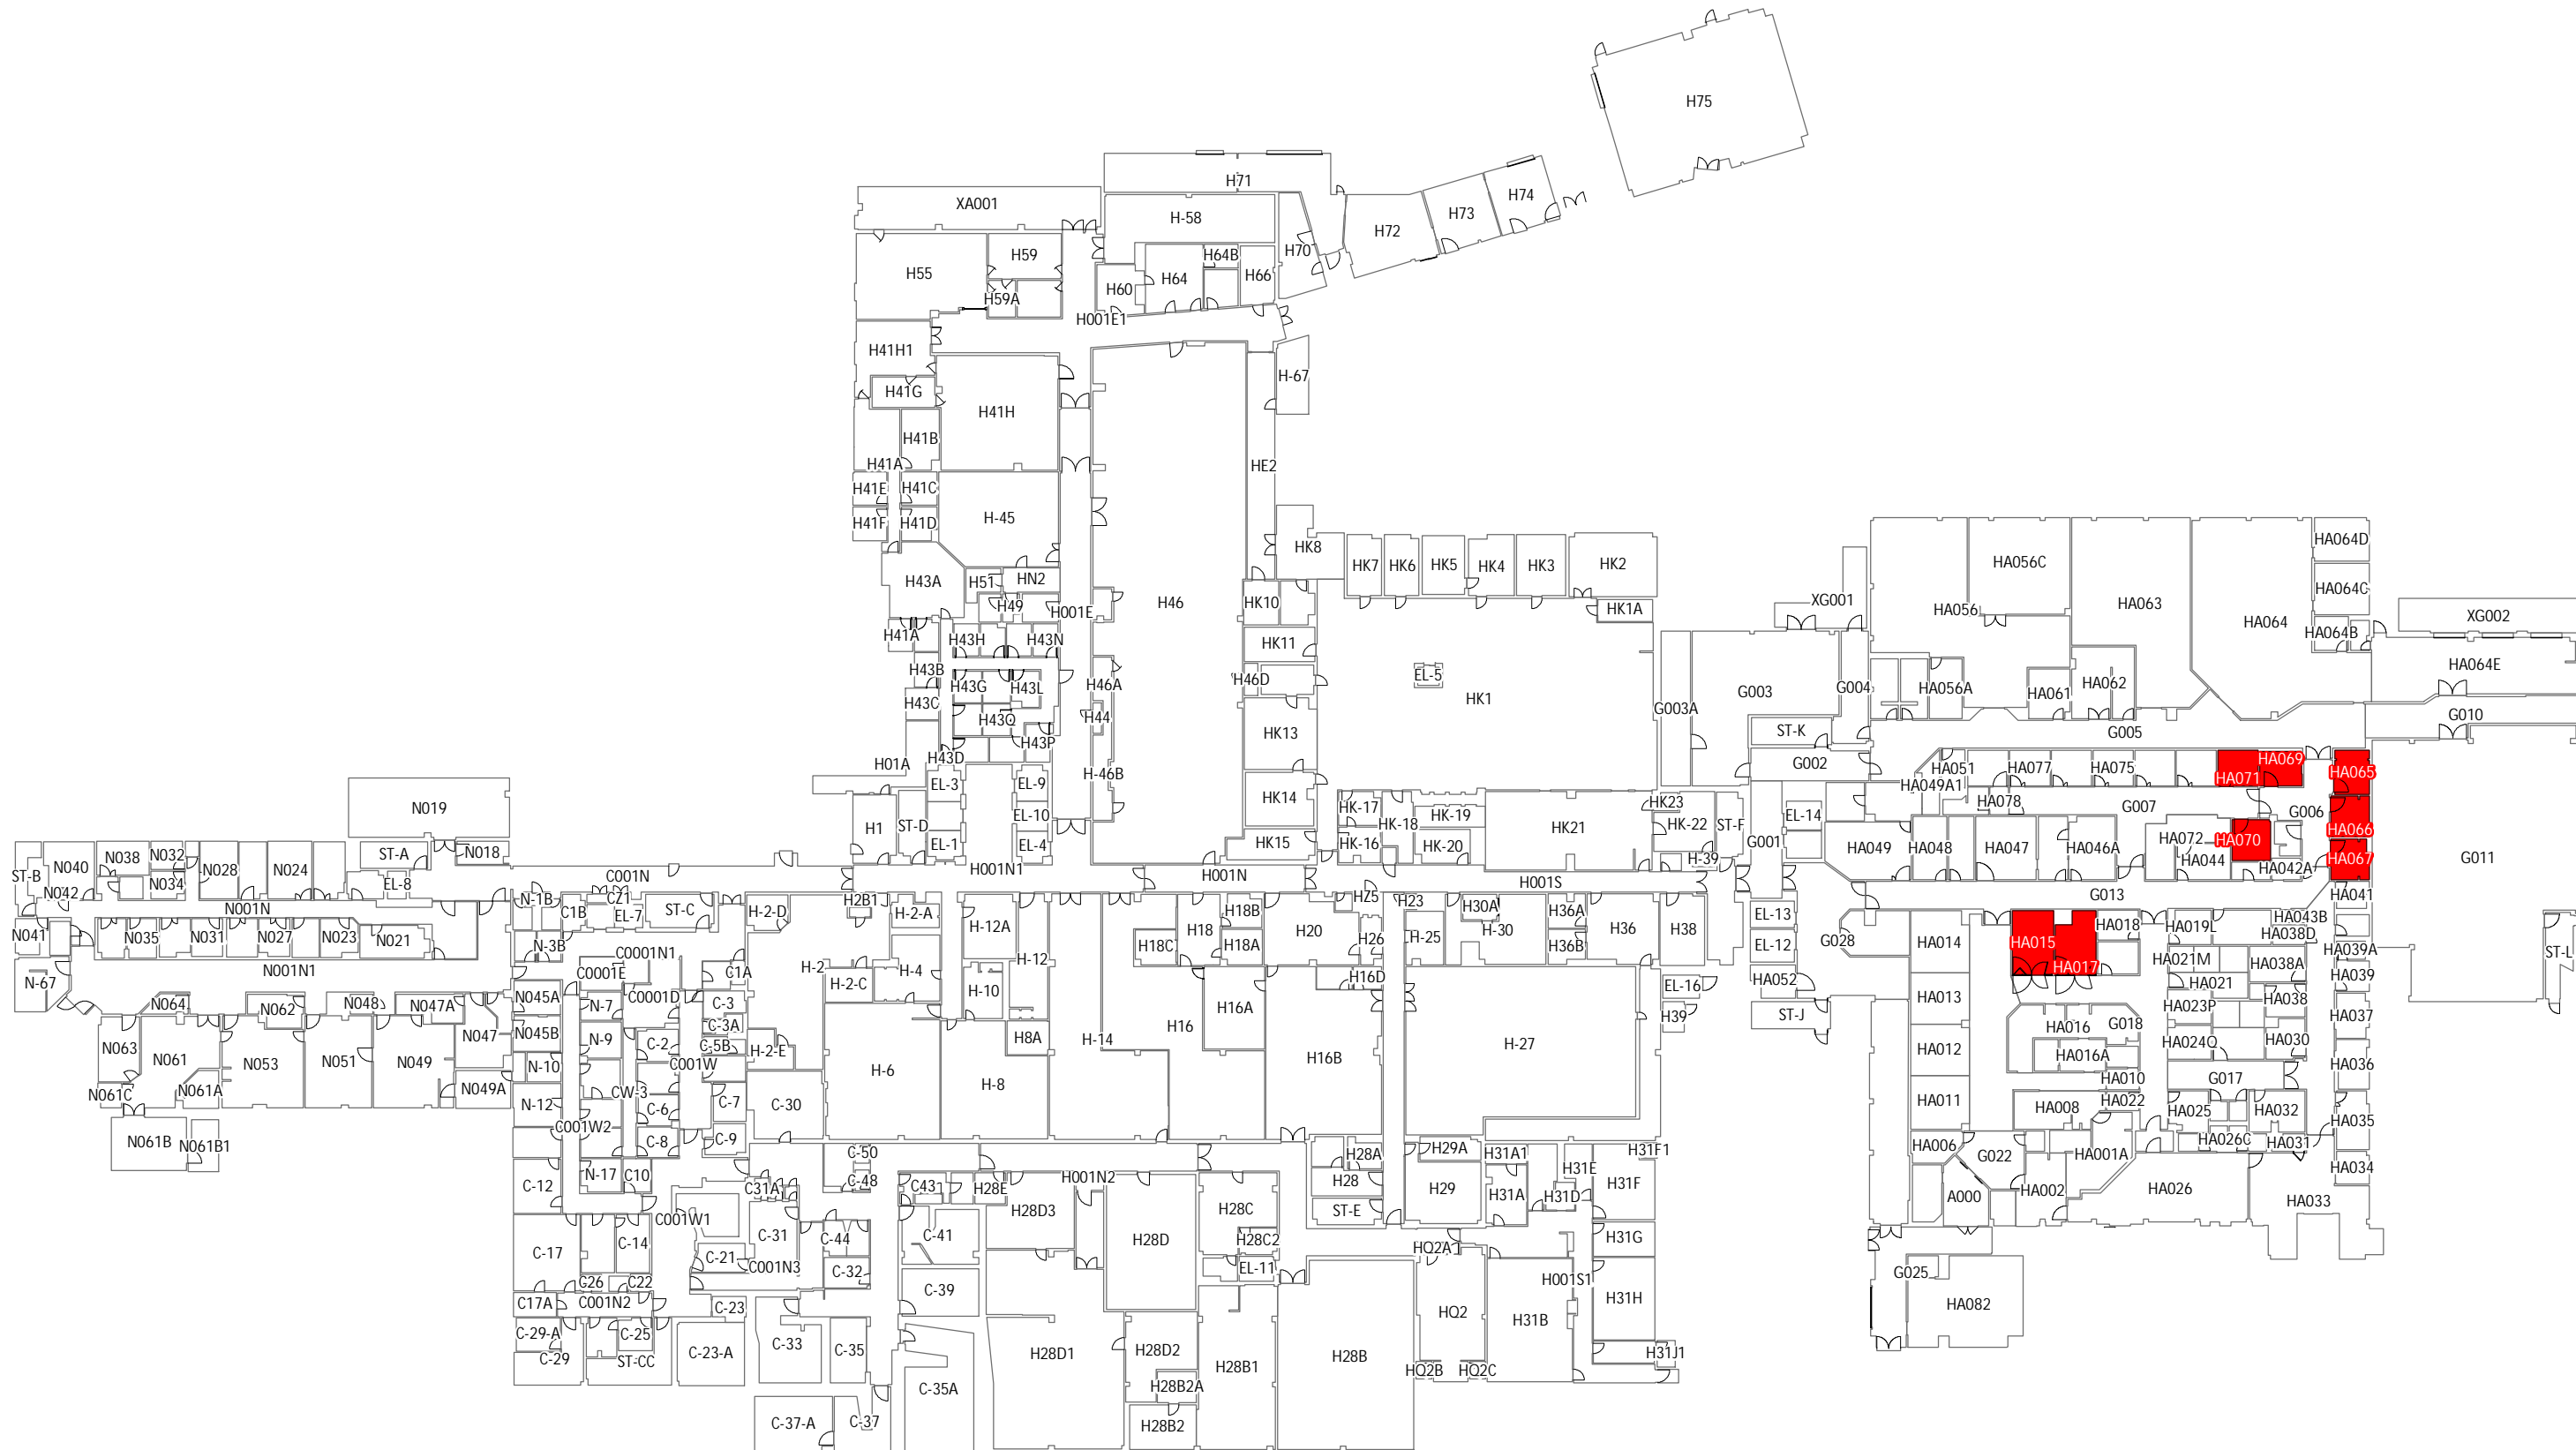 H75
H71
H74
H73
H72
XA001
H-58
H70
H59
H64B
H55
H64
H66
H60
H59A
H001E1
H41H1
H-67
H41G
H41H
H41B
H41A
HE2
H41E
H41C
H41F
H41D
H-45
HK8
HK7
HK6
HK5
HK4
HK3
HK2
H43A
H51
HN2
H49
H001E
H46
HK10
HK1A
H41A
H43H
H43N
HK11
H43B
H43G
H43L
H46A
H46D
EL-5
HK1
H43C
H43Q
H44
H43P
HK13
H43D
H01A
EL-3
EL-9
H-46B
HK14
H1
ST-D
EL-10
EL-1
EL-4
HK15
HK-17
HK-16
HK-18
HK-19
HK-20
HK21
HK23
HK-22
ST-F
H-39
XG001
G003
G004
G003A
ST-K
G002
G001
EL-14
HA056C
HA056
HA063
HA064
HA064D
HA064C
HA064B
XG002
HA064E
HA056A
HA061
HA062
G005
G010
HA051
HA077
HA075
HA069
HA071
HA065
HA049A1
HA078
G007
G006
HA066
HA049
HA048
HA047
HA046A
HA072
HA070
HA044
HA042A
HA067
G011
G013
HA041
N019
N018
ST-A
EL-8
N040
N038
N032
N034
N028
N024
ST-B
N042
N001N
C001N
H001N1
H001N
H001S
N041
N035
N031
N027
N023
N021
N001N1
N-67
N064
N062
N048
N047A
N063
N061
N053
N051
N049
N047
N061C
N061A
N049A
N061B
N061B1
N-1B
C1B
CZ1
EL-7
ST-C
N-3B
C0001N1
C0001E
C0001D
C1A
N045A
N-7
C-3
N045B
N-9
C-2
C-3A
C-5B
N-10
C001W
CW-3
N-12
C-6
C-7
C001W2
C-8
C-9
C-12
N-17
C10
C31A
C001W1
C-31
C-17
C-14
C-21
C001N3
C26
C22
C17A
C001N2
C-23
C-29-A
C-25
C-29
ST-CC
C-23-A
C-33
C-35
C-37-A
C-37
C-35A
C-39
C-41
C43
C-44
C-32
C-50
C-48
C-30
H-2-D
H2B1
H-2-A
H-2
H-4
H-2-C
H-2-E
H-6
H-12A
H-12
H-10
H8A
H-8
H-14
H18C
H18
H18B
H18A
H16
H16A
H20
HZ5
H26
H16D
H16B
H23
H-25
H30A
H-30
H36A
H36B
H36
H38
H-27
EL-16
H39
H28E
H001N2
H28D3
H28D
H28C
H28C2
EL-11
H28A
H28
ST-E
H28D1
H28D2
H28B2A
H28B2
H28B1
H28B
H29A
H29
H31A1
H31A
H31E
H31D
H31F1
H31F
H31G
HQ2A
H001S1
HQ2
H31B
H31H
HQ2B
HQ2C
H31J1
EL-13
EL-12
HA052
ST-J
G028
HA014
HA015
HA017
HA018
HA019L
HA043B
HA038D
HA039A
HA021M
HA038A
HA013
HA021
HA039
HA023P
HA038
HA037
HA016
G018
HA012
HA016A
HA024Q
HA030
HA036
HA010
G017
HA011
HA008
HA022
HA025
HA032
HA035
HA006
HA026C
HA031
G022
HA001A
HA034
A000
HA002
HA026
HA033
G025
HA082
ST-L